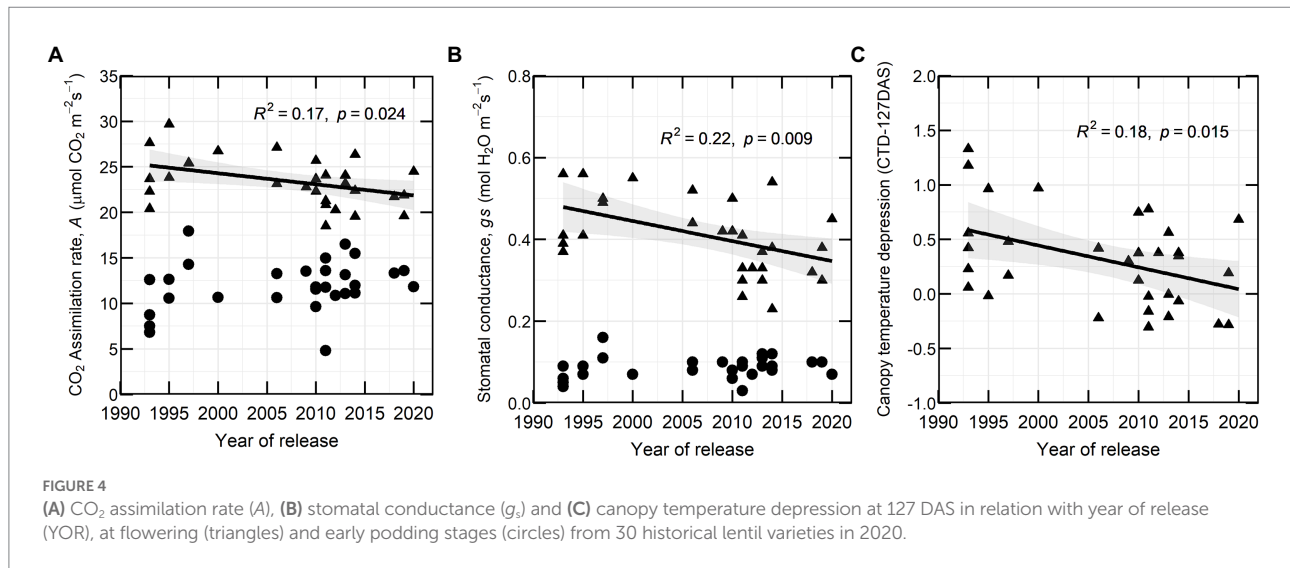 A
CO₂ Assimilation rate, A (µmol CO₂ m⁻²s⁻¹)
35
30
25
20
15
10
5
0
R² = 0.17, p = 0.024
1990 1995 2000 2005 2010 2015 2020
Year of release
B
Stomatal conductance, gs (mol H₂O m⁻²s⁻¹)
0.8
0.6
0.4
0.2
0.0
R² = 0.22, p = 0.009
1990 1995 2000 2005 2010 2015 2020
Year of release
C
Canopy temperature depression (CTD-127DAS)
2.0
1.5
1.0
0.5
0.0
-0.5
-1.0
R² = 0.18, p = 0.015
1990 1995 2000 2005 2010 2015 2020
Year of release
FIGURE 4
(A) CO₂ assimilation rate (A), (B) stomatal conductance (gₛ) and (C) canopy temperature depression at 127 DAS in relation with year of release
(YOR), at flowering (triangles) and early podding stages (circles) from 30 historical lentil varieties in 2020.